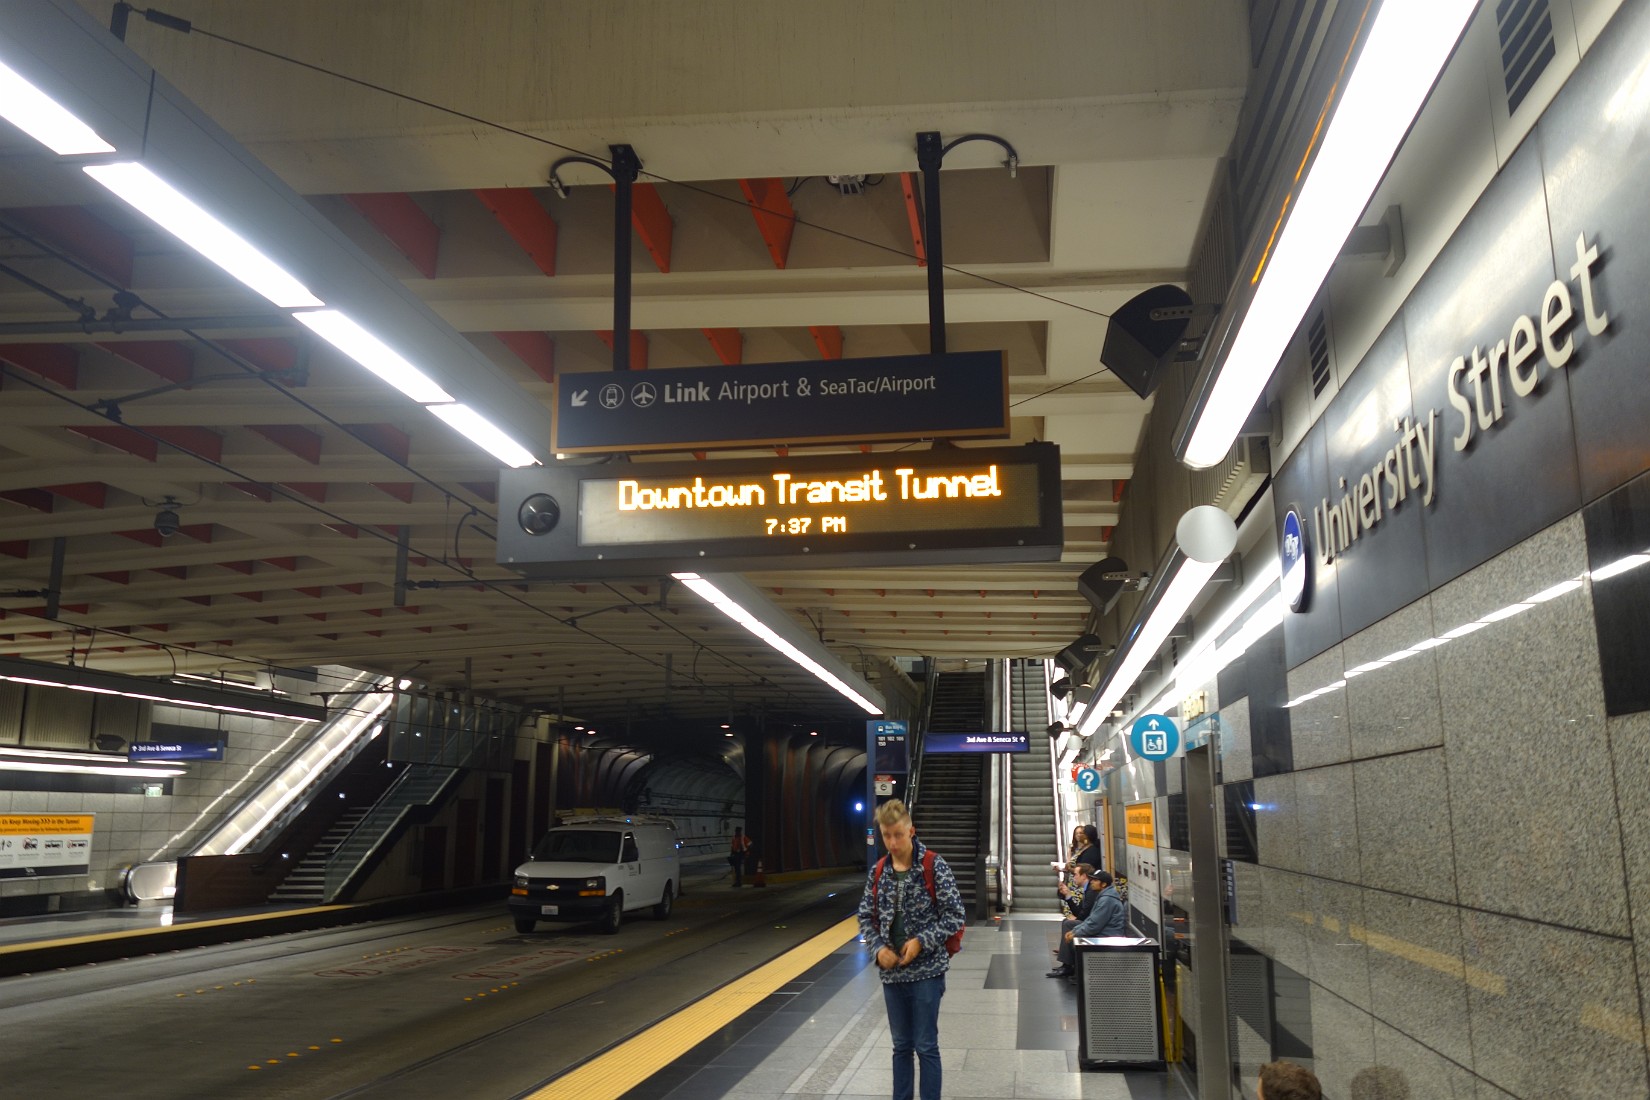 Link Airport & SeaTac/Airport
Downtown Transit Tunnel
7:37 PM
University Street
3rd Ave & Seneca St
3rd Ave & Seneca St
?